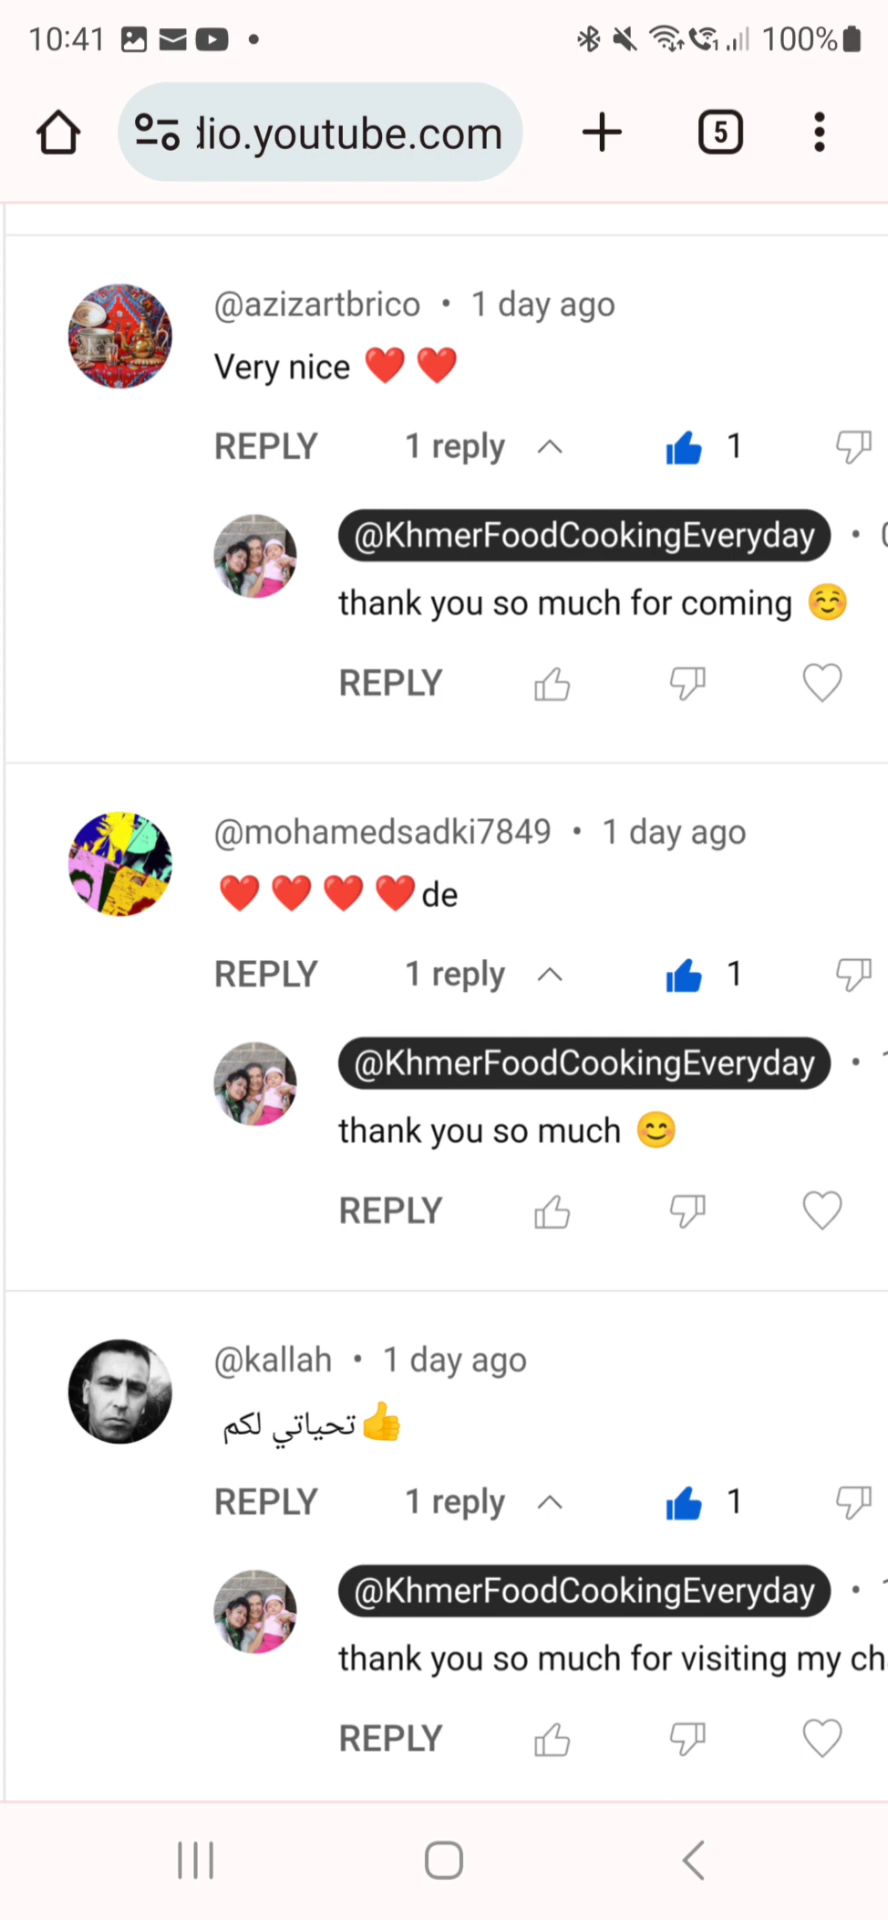 10:41 100%
dio.youtube.com 5
@azizartbrico • 1 day ago
Very nice ❤️ ❤️
REPLY 1 reply 1
@KhmerFoodCookingEveryday •
thank you so much for coming ☺️
REPLY
@mohamedsadki7849 • 1 day ago
❤️ ❤️ ❤️ ❤️ de
REPLY 1 reply 1
@KhmerFoodCookingEveryday •
thank you so much 😊
REPLY
@kallah • 1 day ago
تحياتي لكم 👍
REPLY 1 reply 1
@KhmerFoodCookingEveryday •
thank you so much for visiting my ch
REPLY